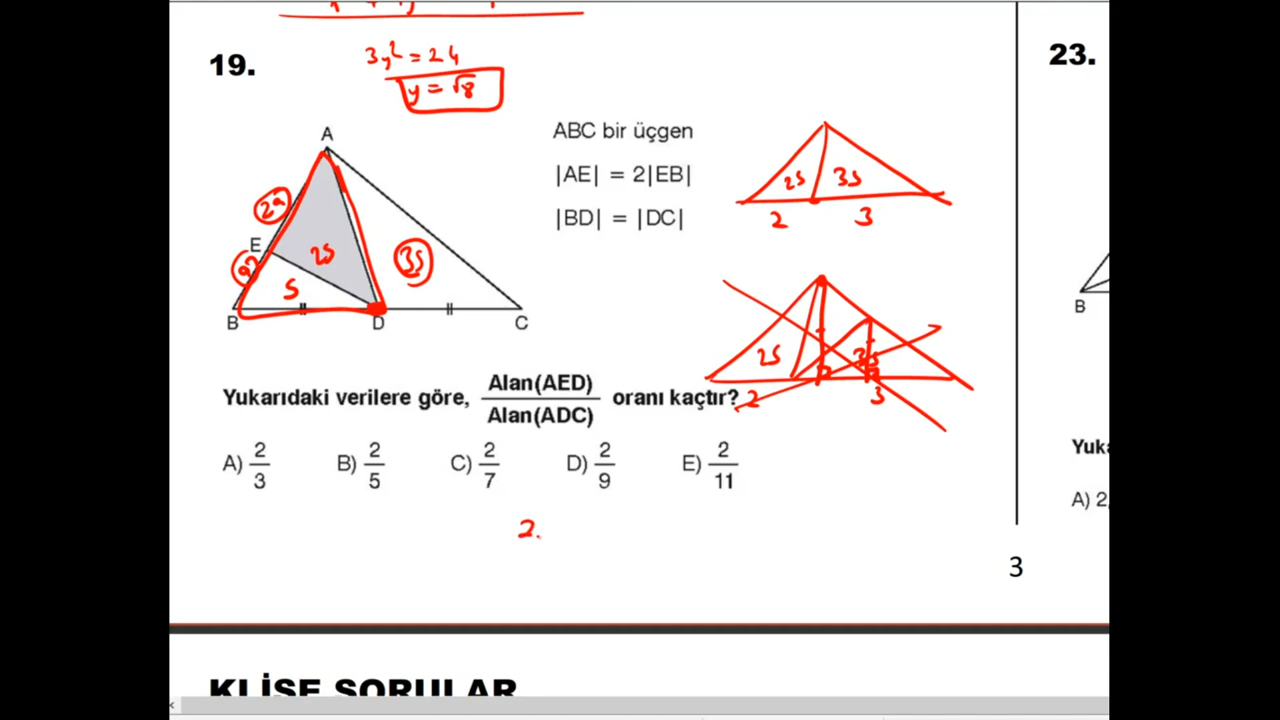 19.
3y² = 24
y = √8
23.
A
2a
E
a
2S
S
3S
B
D
C
ABC bir üçgen
|AE| = 2|EB|
|BD| = |DC|
2S
3S
2
3
2S
3S
2
3
B
Yukarıdaki verilere göre, Alan(AED) / Alan(ADC) oranı kaçtır?
A) 2/3 B) 2/5 C) 2/7 D) 2/9 E) 2/11
Yuka
A) 2,
2.
3
KLİSE SORULAR